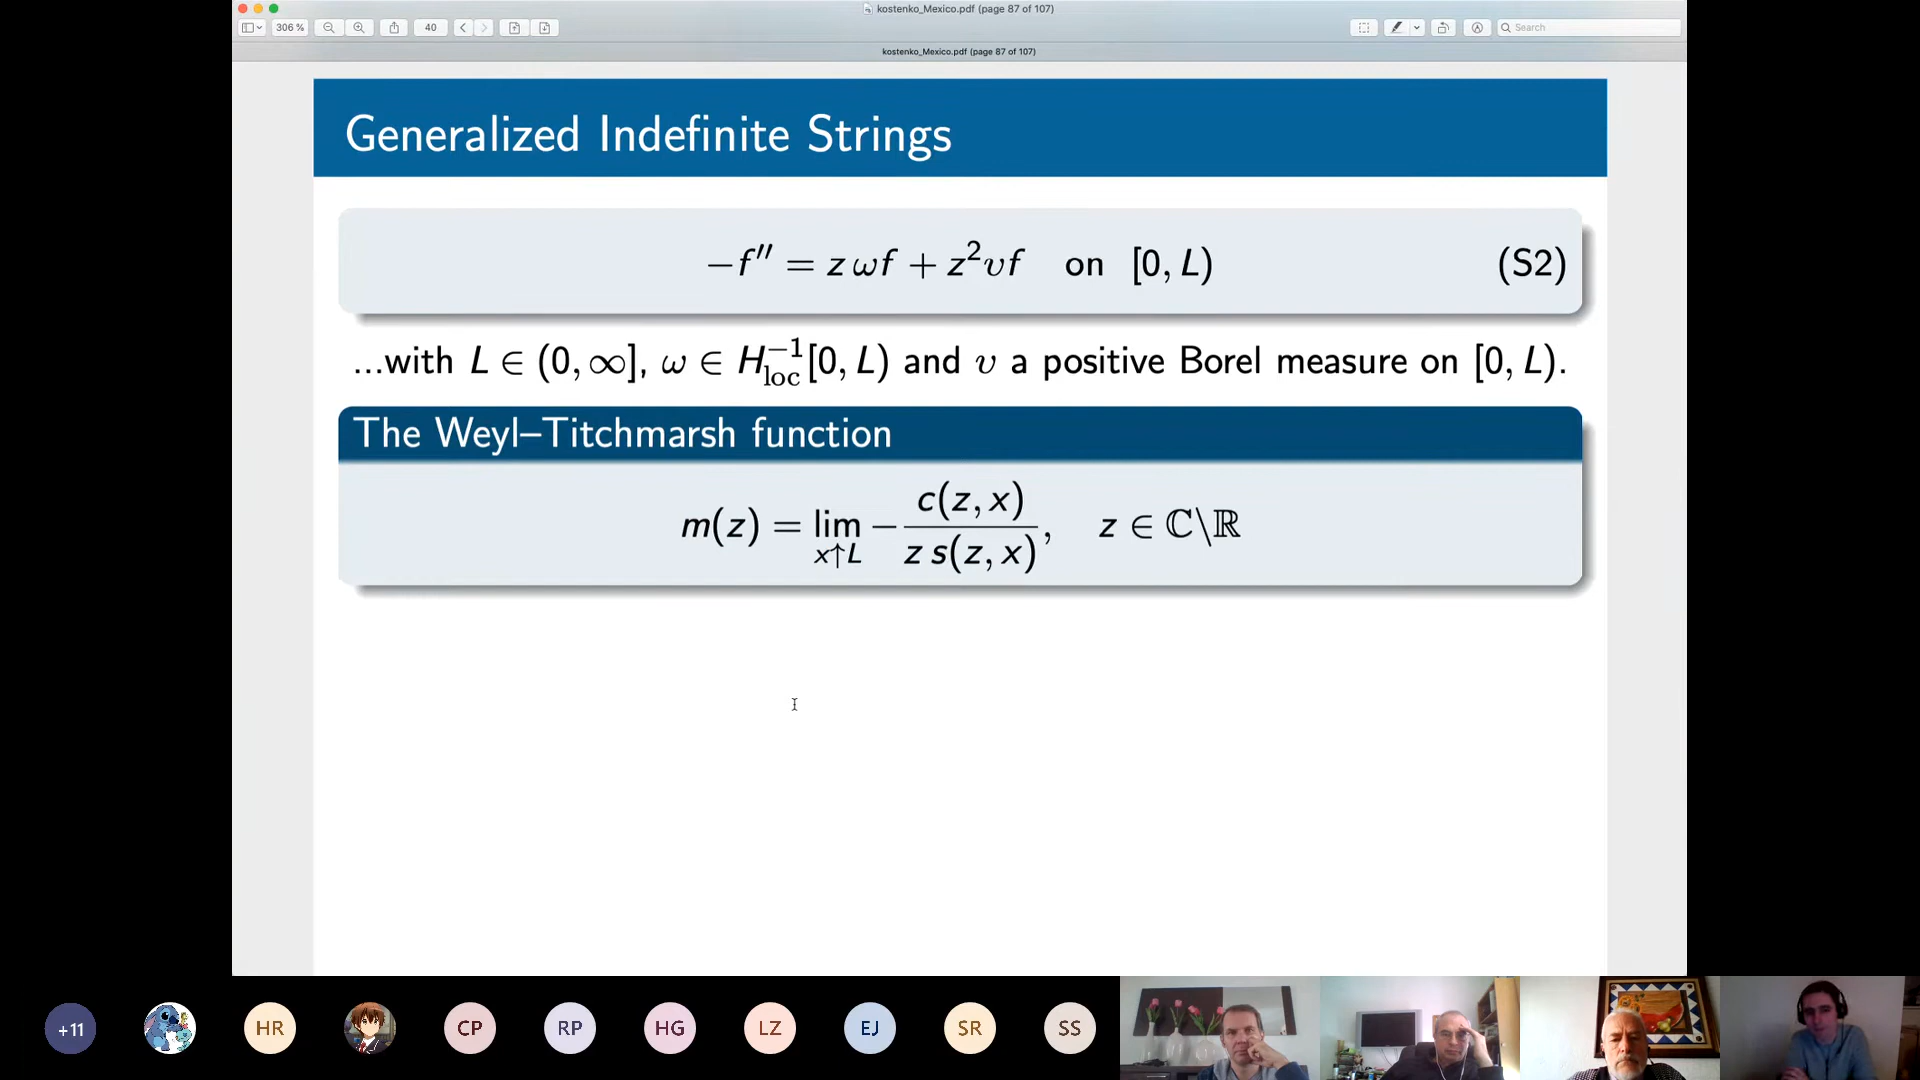 kostenko_Mexico.pdf (page 87 of 107)
306 %
40
Search
kostenko_Mexico.pdf (page 87 of 107)
Generalized Indefinite Strings
−f″ = z ωf + z²υf on [0, L) (S2)
...with L ∈ (0, ∞], ω ∈ H⁻¹_loc[0, L) and υ a positive Borel measure on [0, L).
The Weyl–Titchmarsh function
m(z) = lim_{x↑L} − c(z, x) / z s(z, x), z ∈ ℂ\ℝ
+11 HR CP RP HG LZ EJ SR SS